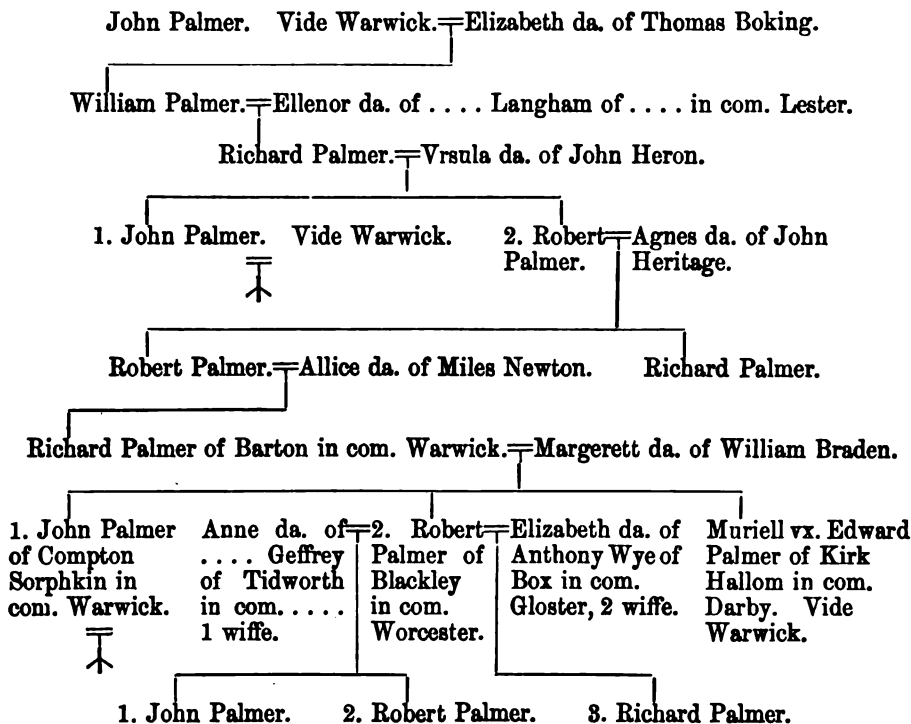 John Palmer. Vide Warwick. Elizabeth da. of Thomas Boking.
William Palmer. Ellenor da. of . . . . Langham of . . . . in com. Lester.
Richard Palmer. Vrsula da. of John Heron.
1. John Palmer. Vide Warwick.
2. Robert Palmer.
Agnes da. of John
Heritage.
Robert Palmer. Allice da. of Miles Newton. Richard Palmer.
Richard Palmer of Barton in com. Warwick. Margerett da. of William Braden.
1. John Palmer
of Compton
Sorphkin in
com. Warwick.
Anne da. of
. . . . Geffrey
of Tidworth
in com. . . . .
1 wiffe.
2. Robert
Palmer of
Blackley
in com.
Worcester.
Elizabeth da. of
Anthony Wye of
Box in com.
Gloster, 2 wiffe.
Muriell vx. Edward
Palmer of Kirk
Hallom in com.
Darby. Vide
Warwick.
1. John Palmer. 2. Robert Palmer. 3. Richard Palmer.